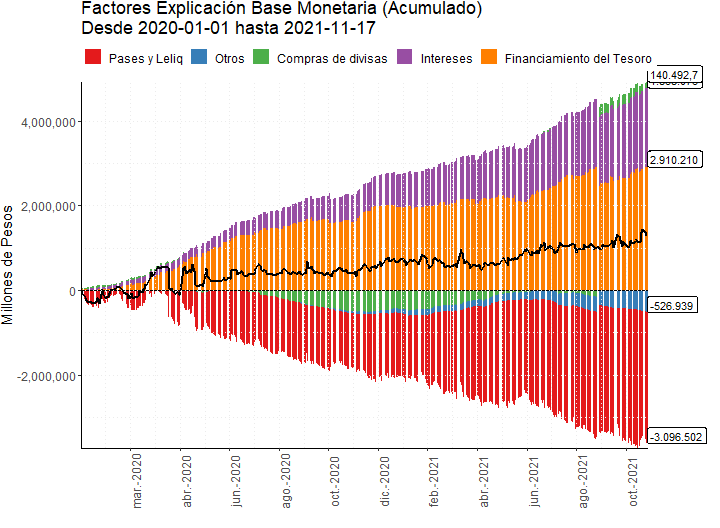 Factores Explicación Base Monetaria (Acumulado)
Desde 2020-01-01 hasta 2021-11-17
Pases y Leliq Otros Compras de divisas Intereses Financiamiento del Tesoro
140.492,7
2.910.210
-526.939
-3.096.502
Millones de Pesos
4,000,000
2,000,000
0
-2,000,000
mar.-2020
abr.-2020
jun.-2020
ago.-2020
oct.-2020
dic.-2020
feb.-2021
abr.-2021
jun.-2021
ago.-2021
oct.-2021